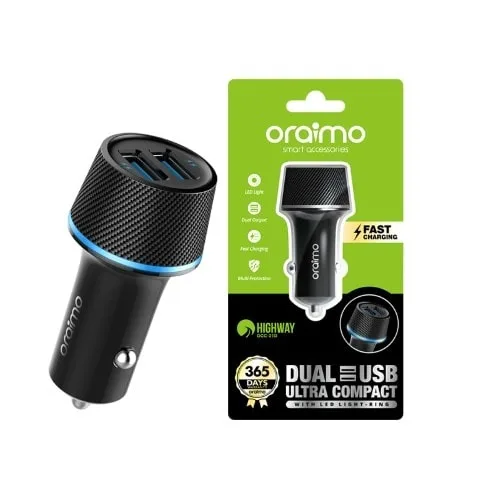 oraimo
oraimo
smart accessories
LED Light
Dual Output
Fast Charging
Multi-Protection
oraimo
FAST
CHARGING
HIGHWAY
365
DAYS
DUAL USB
ULTRA COMPACT
WITH LED LIGHT-RING